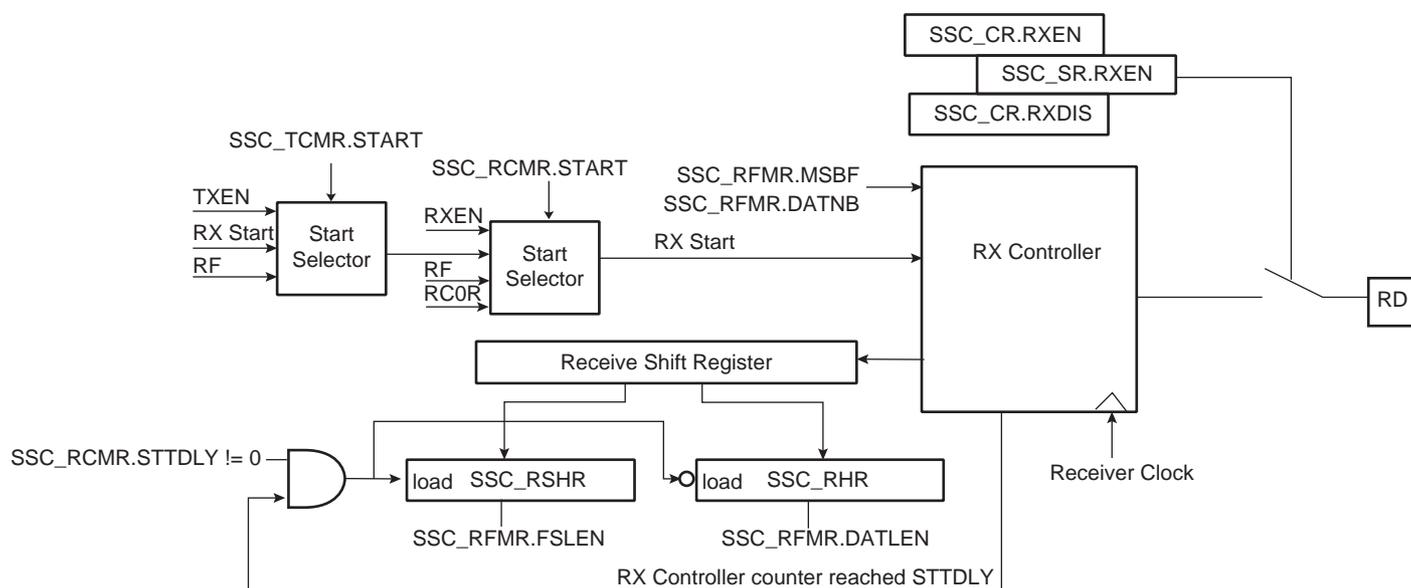 SSC_CR.RXEN
SSC_SR.RXEN
SSC_CR.RXDIS
SSC_TCMR.START
SSC_RCMR.START
SSC_RFMR.MSBF
SSC_RFMR.DATNB
TXEN
RX Start
RF
Start
Selector
RXEN
RF
RC0R
Start
Selector
RX Start
RX Controller
RD
Receive Shift Register
SSC_RCMR.STTDLY != 0
load SSC_RSHR
load SSC_RHR
Receiver Clock
SSC_RFMR.FSLEN
SSC_RFMR.DATLEN
RX Controller counter reached STTDLY